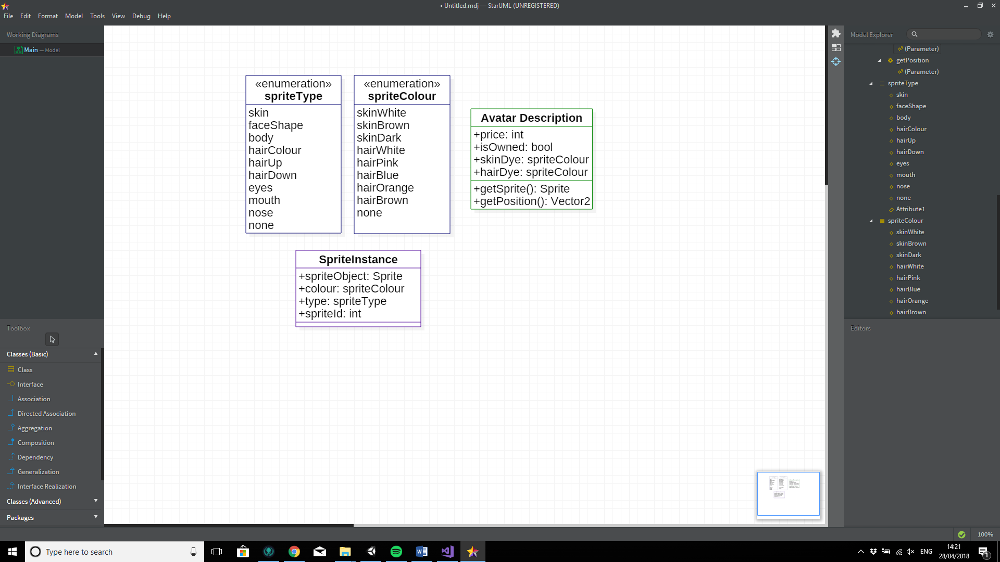 • Untitled.mdj — StarUML (UNREGISTERED)
File Edit Format Model Tools View Debug Help
Working Diagrams
Main — Model
«enumeration»
spriteType
skin
faceShape
body
hairColour
hairUp
hairDown
eyes
mouth
nose
none
«enumeration»
spriteColour
skinWhite
skinBrown
skinDark
hairWhite
hairPink
hairBlue
hairOrange
hairBrown
none
Avatar Description
+price: int
+isOwned: bool
+skinDye: spriteColour
+hairDye: spriteColour
+getSprite(): Sprite
+getPosition(): Vector2
SpriteInstance
+spriteObject: Sprite
+colour: spriteColour
+type: spriteType
+spriteId: int
Model Explorer
(Parameter)
getPosition
(Parameter)
spriteType
skin
faceShape
body
hairColour
hairUp
hairDown
eyes
mouth
nose
none
Attribute1
spriteColour
skinWhite
skinBrown
skinDark
hairWhite
hairPink
hairBlue
hairOrange
hairBrown
Editors
Toolbox
Classes (Basic)
Class
Interface
Association
Directed Association
Aggregation
Composition
Dependency
Generalization
Interface Realization
Classes (Advanced)
Packages
100%
Type here to search
ENG
14:21
28/04/2018
1